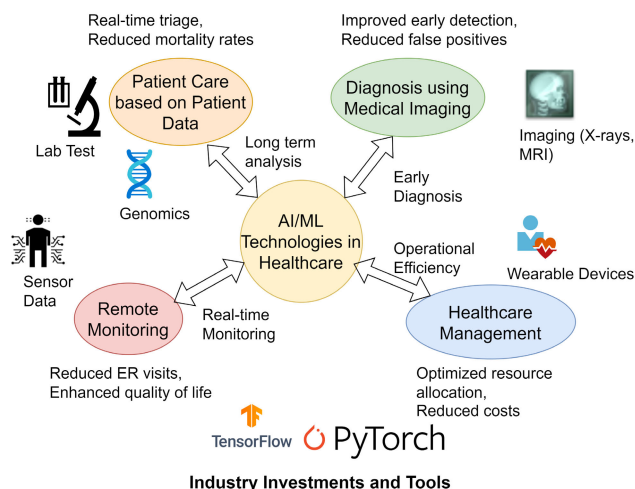 Real-time triage,
Reduced mortality rates
Improved early detection,
Reduced false positives
Patient Care
based on Patient
Data
Diagnosis using
Medical Imaging
Lab Test
Imaging (X-rays,
MRI)
Long term
analysis
Early
Diagnosis
Genomics
AI/ML
Technologies in
Healthcare
Sensor
Data
Operational
Efficiency
Wearable Devices
Remote
Monitoring
Real-time
Monitoring
Healthcare
Management
Reduced ER visits,
Enhanced quality of life
Optimized resource
allocation,
Reduced costs
TensorFlow
PyTorch
Industry Investments and Tools